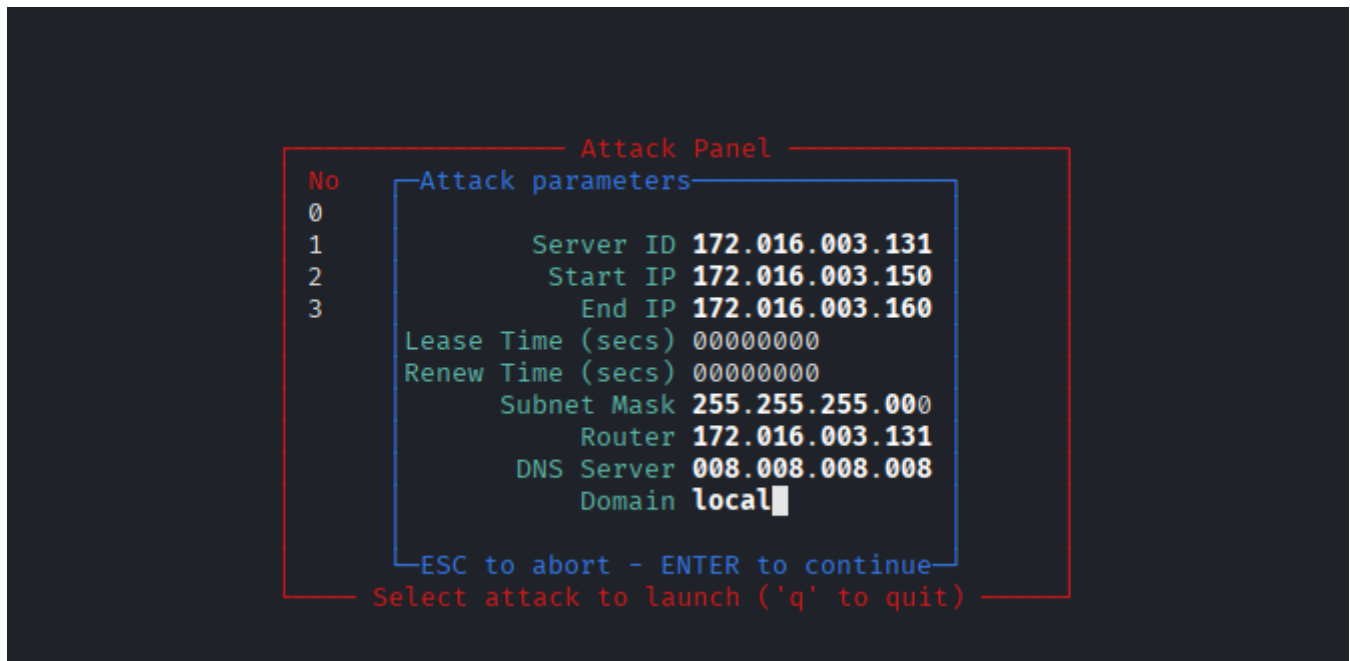 Attack Panel
No Attack parameters
0
1 Server ID 172.016.003.131
2 Start IP 172.016.003.150
3 End IP 172.016.003.160
Lease Time (secs) 00000000
Renew Time (secs) 00000000
Subnet Mask 255.255.255.000
Router 172.016.003.131
DNS Server 008.008.008.008
Domain local
ESC to abort - ENTER to continue
Select attack to launch ('q' to quit)